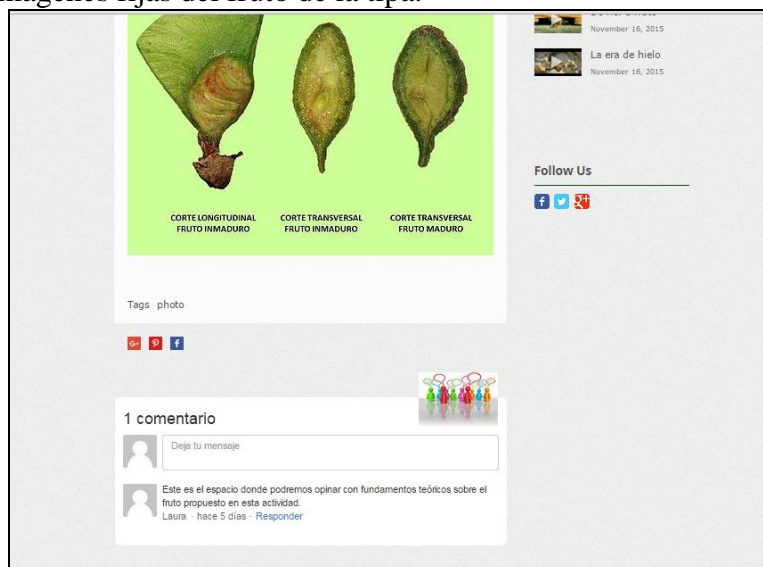 imágenes fijas del fruto de la tipa.
November 16, 2015
La era de hielo
November 16, 2015
CORTE LONGITUDINAL
FRUTO INMADURO
CORTE TRANSVERSAL
FRUTO INMADURO
CORTE TRANSVERSAL
FRUTO MADURO
Follow Us
Tags photo
1 comentario
Deja tu mensaje
Este es el espacio donde podremos opinar con fundamentos teóricos sobre el
fruto propuesto en esta actividad.
Laura · hace 5 días · Responder